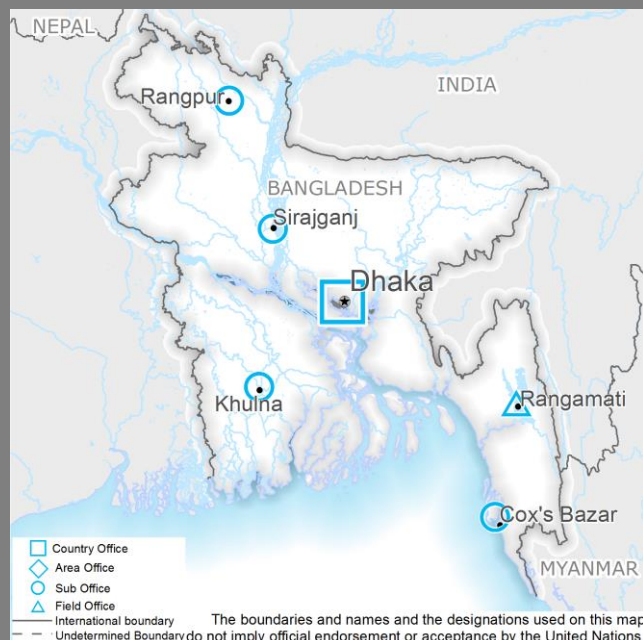 NEPAL
INDIA
Rangpur
BANGLADESH
Sirajganj
Dhaka
Khulna
Rangamati
Cox's Bazar
MYANMAR
Country Office
Area Office
Sub Office
Field Office
International boundary
Undetermined Boundary
The boundaries and names and the designations used on this map
do not imply official endorsement or acceptance by the United Nations